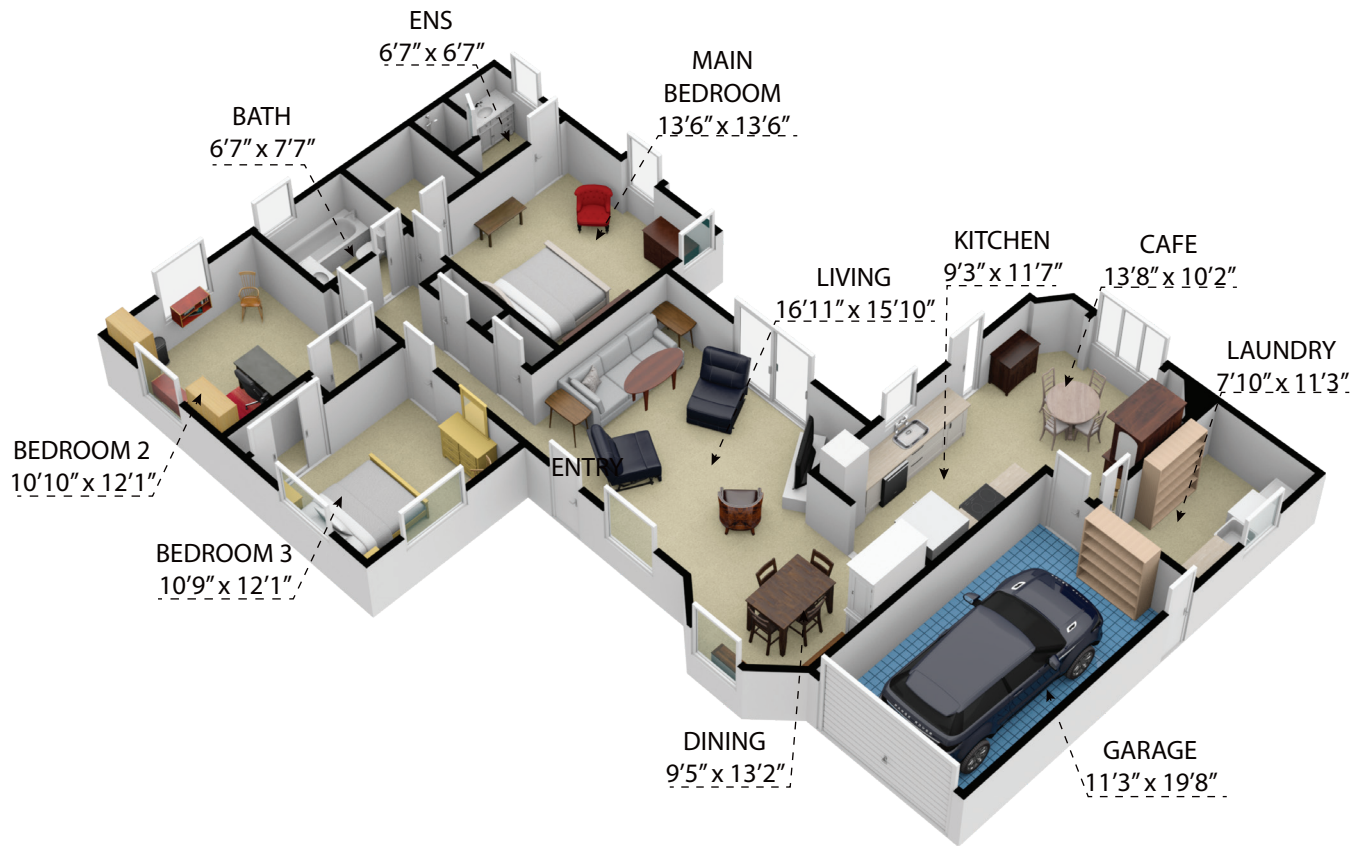 ENS
6’7” x 6’7”
MAIN
BEDROOM
13’6” x 13’6”
BATH
6’7” x 7’7”
KITCHEN
9’3” x 11’7”
CAFE
13’8” x 10’2”
LIVING
16’11” x 15’10”
LAUNDRY
7’10” x 11’3”
BEDROOM 2
10’10” x 12’1”
ENTRY
BEDROOM 3
10’9” x 12’1”
DINING
9’5” x 13’2”
GARAGE
11’3” x 19’8”